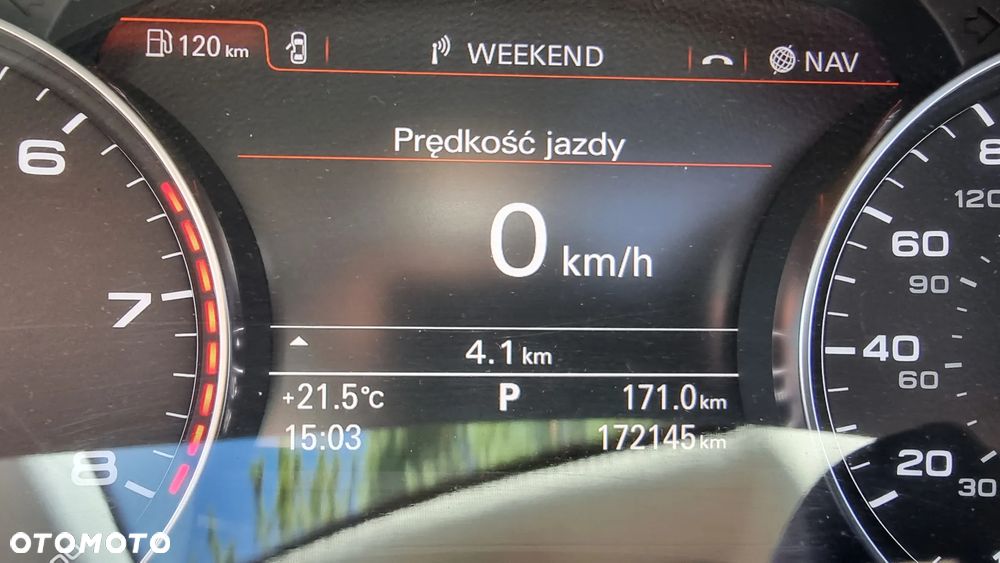 120 km
WEEKEND
NAV
Prędkość jazdy
0 km/h
4.1 km
+21.5°C
P
171.0 km
15:03
172145 km
6
7
8
8
120
60
90
40
60
20
30
OTOMOTO